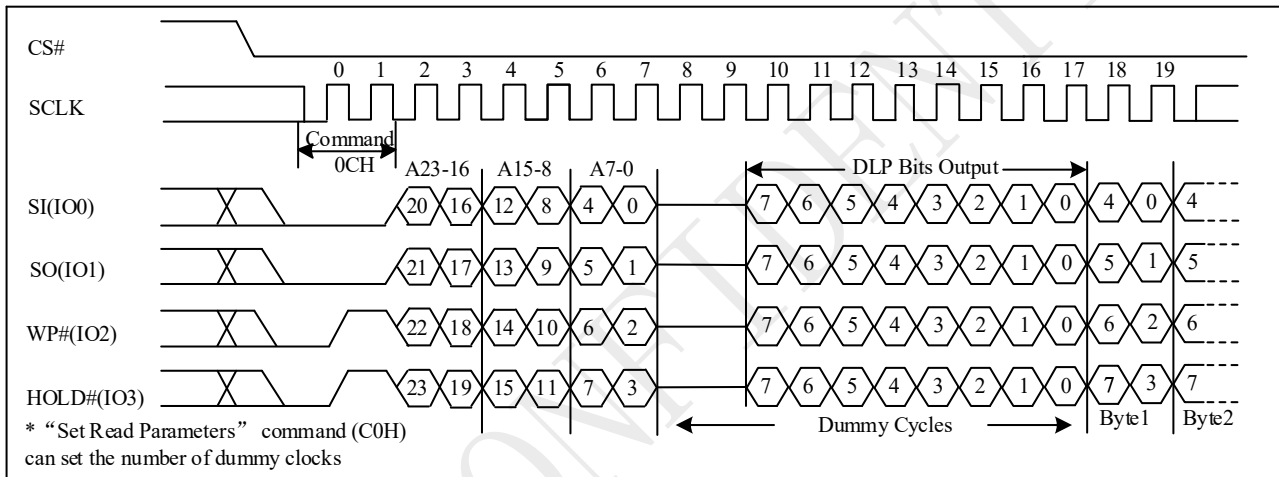 CS#
0 1 2 3 4 5 6 7 8 9 10 11 12 13 14 15 16 17 18 19
SCLK
Command
0CH
A23-16 A15-8 A7-0 DLP Bits Output
SI(IO0) 20 16 12 8 4 0 7 6 5 4 3 2 1 0 4 0 4
SO(IO1) 21 17 13 9 5 1 7 6 5 4 3 2 1 0 5 1 5
WP#(IO2) 22 18 14 10 6 2 7 6 5 4 3 2 1 0 6 2 6
HOLD#(IO3) 23 19 15 11 7 3 7 6 5 4 3 2 1 0 7 3 7
Dummy Cycles Byte1 Byte2
* “Set Read Parameters” command (C0H)
can set the number of dummy clocks